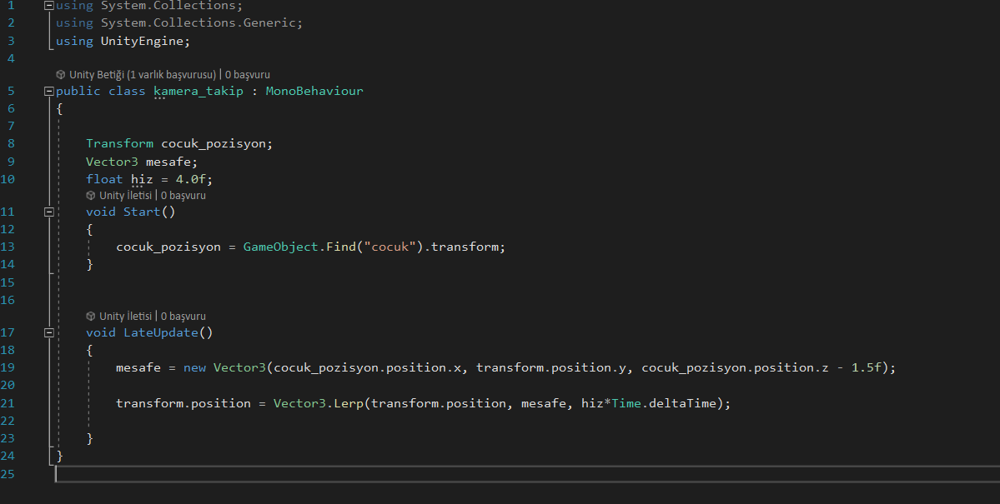 1 using System.Collections;
2 using System.Collections.Generic;
3 using UnityEngine;
4
Unity Betiği (1 varlık başvurusu) | 0 başvuru
5 public class kamera_takip : MonoBehaviour
6 {
7
8 Transform cocuk_pozisyon;
9 Vector3 mesafe;
10 float hiz = 4.0f;
Unity İletisi | 0 başvuru
11 void Start()
12 {
13 cocuk_pozisyon = GameObject.Find("cocuk").transform;
14 }
15
16
Unity İletisi | 0 başvuru
17 void LateUpdate()
18 {
19 mesafe = new Vector3(cocuk_pozisyon.position.x, transform.position.y, cocuk_pozisyon.position.z - 1.5f);
20
21 transform.position = Vector3.Lerp(transform.position, mesafe, hiz*Time.deltaTime);
22
23 }
24 }
25